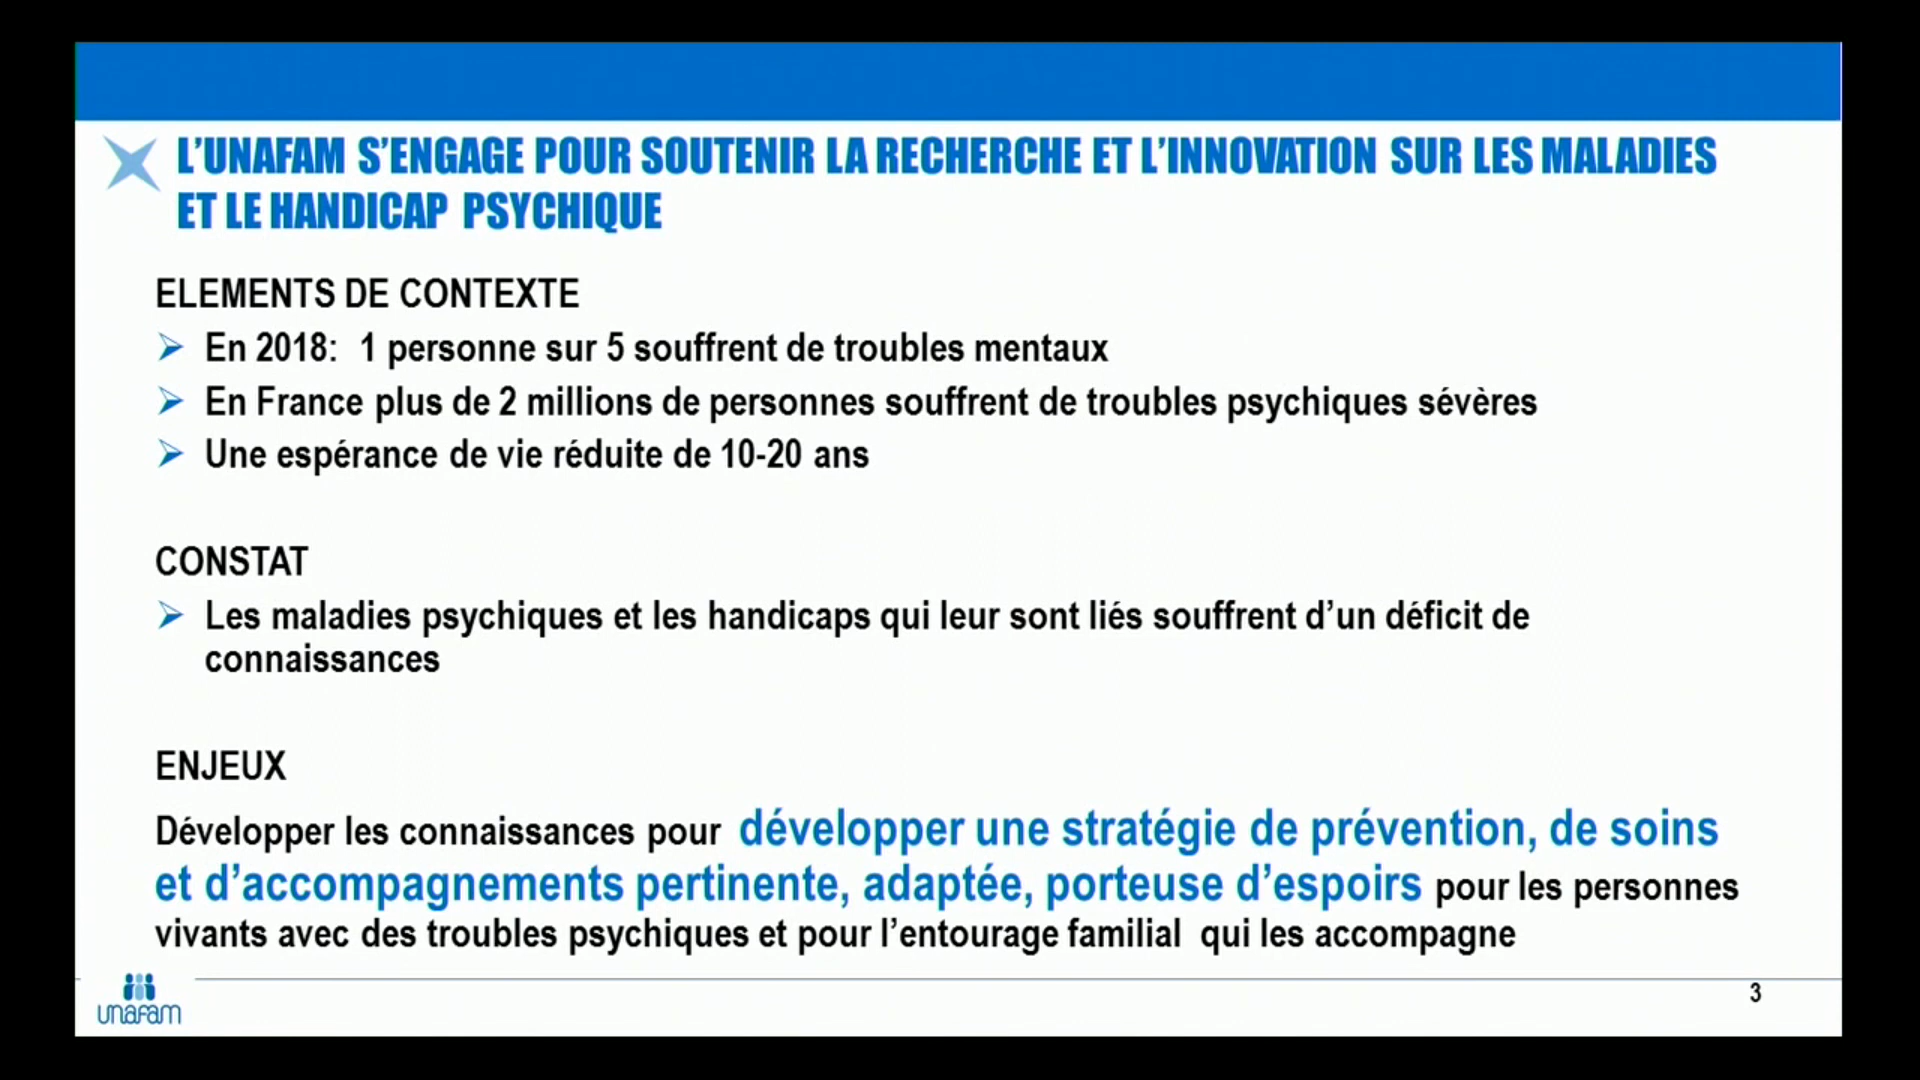 L’UNAFAM S’ENGAGE POUR SOUTENIR LA RECHERCHE ET L’INNOVATION SUR LES MALADIES
ET LE HANDICAP PSYCHIQUE
ELEMENTS DE CONTEXTE
En 2018: 1 personne sur 5 souffrent de troubles mentaux
En France plus de 2 millions de personnes souffrent de troubles psychiques sévères
Une espérance de vie réduite de 10-20 ans
CONSTAT
Les maladies psychiques et les handicaps qui leur sont liés souffrent d’un déficit de
connaissances
ENJEUX
Développer les connaissances pour développer une stratégie de prévention, de soins
et d’accompagnements pertinente, adaptée, porteuse d’espoirs pour les personnes
vivants avec des troubles psychiques et pour l’entourage familial qui les accompagne
unafam
3